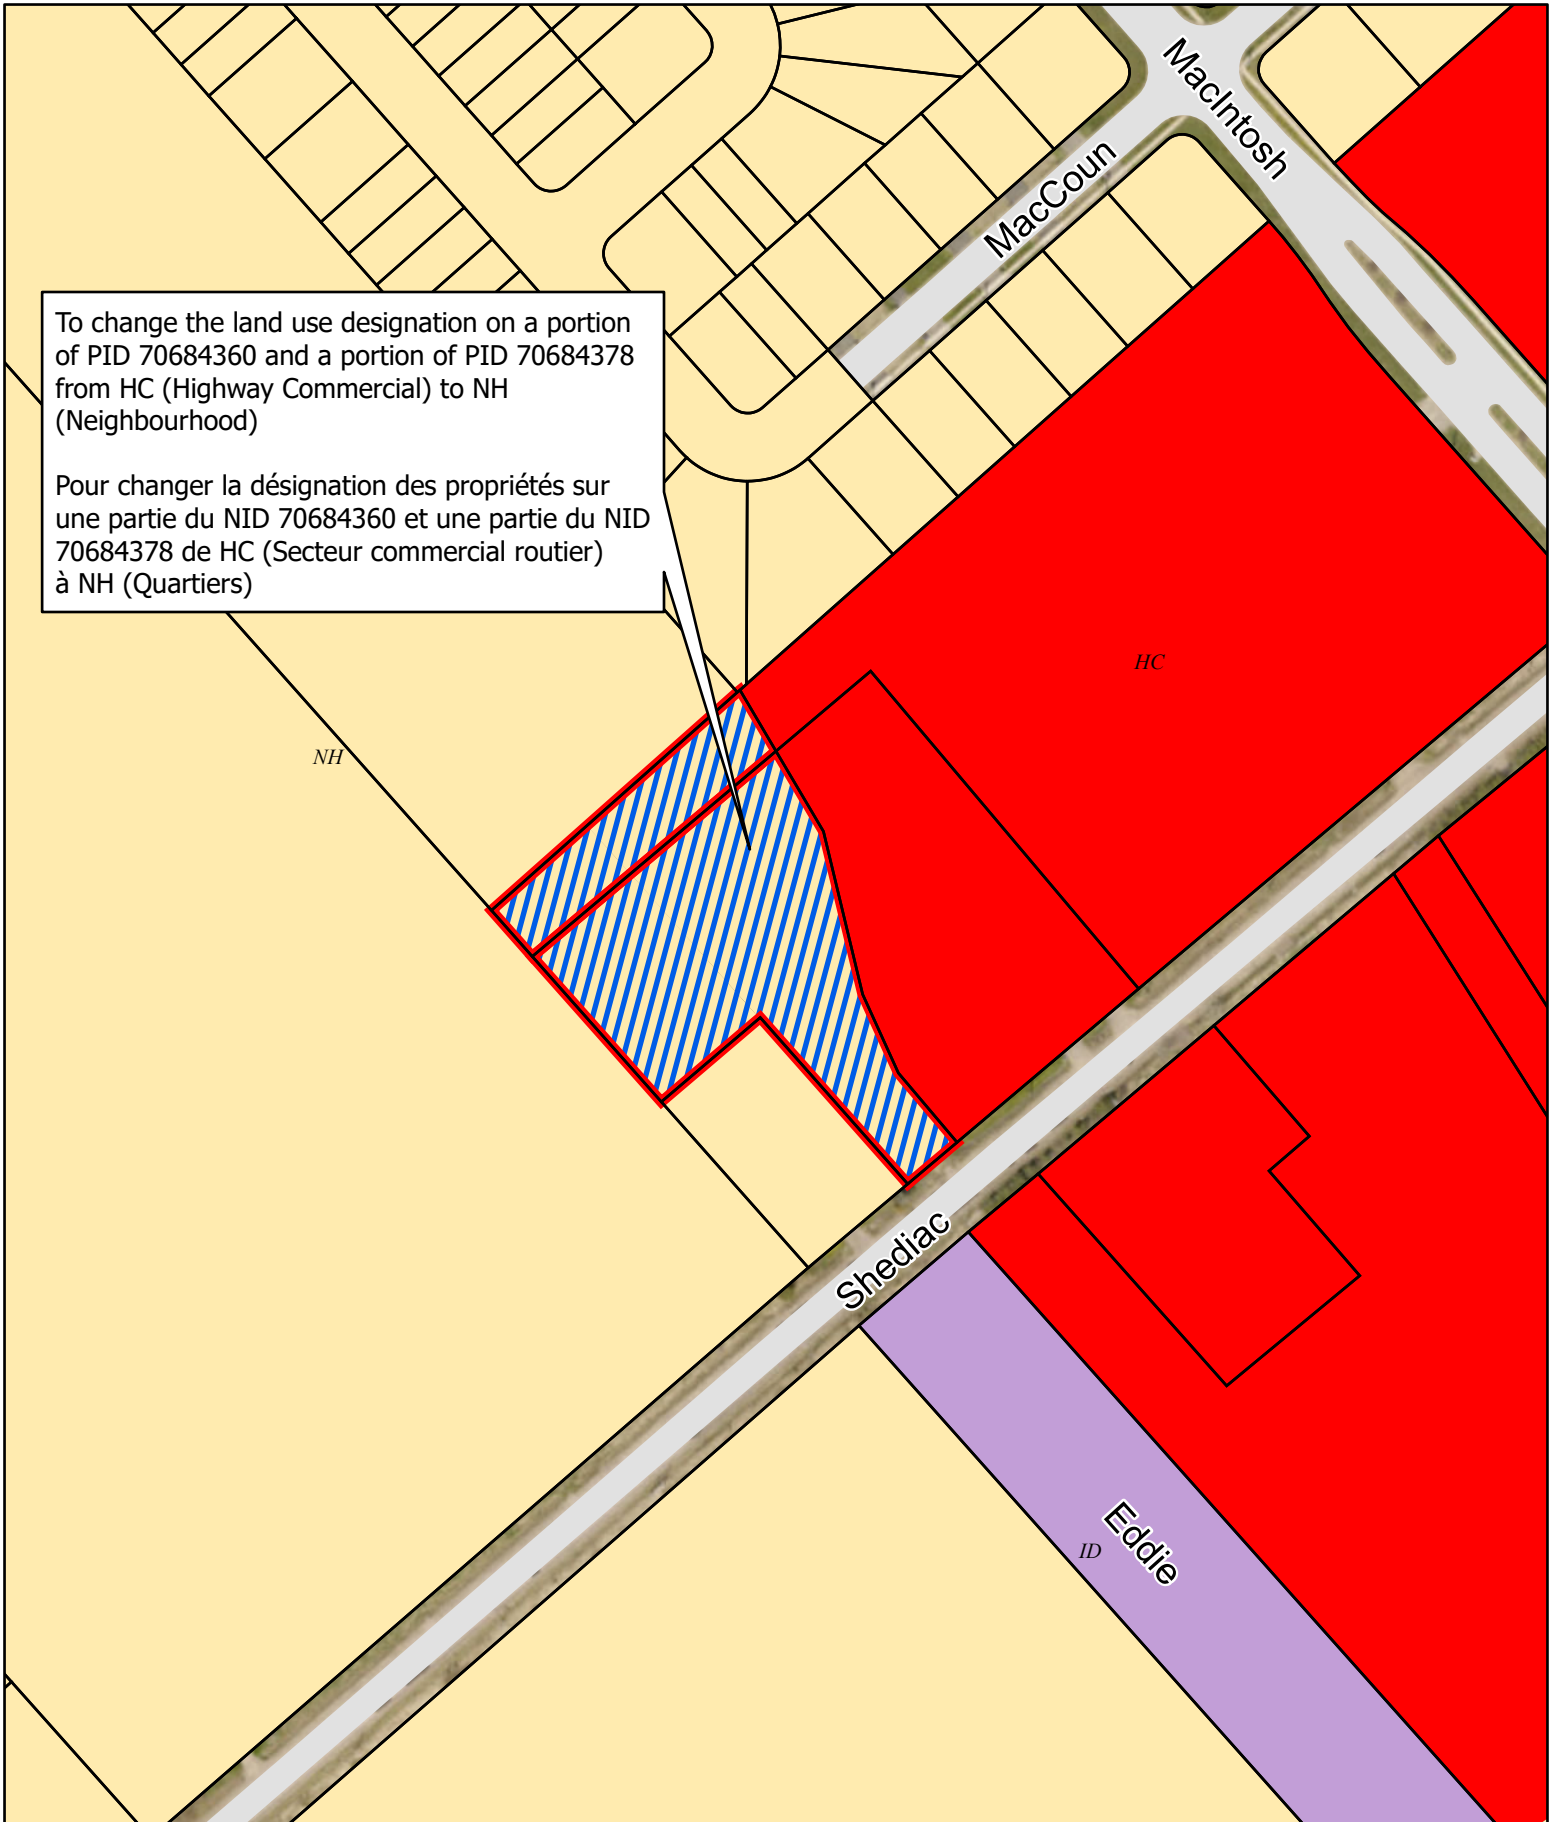 MacIntosh
MacCoun
To change the land use designation on a portion
of PID 70684360 and a portion of PID 70684378
from HC (Highway Commercial) to NH
(Neighbourhood)
Pour changer la désignation des propriétés sur
une partie du NID 70684360 et une partie du NID
70684378 de HC (Secteur commercial routier)
à NH (Quartiers)
HC
NH
Shediac
Eddie
ID